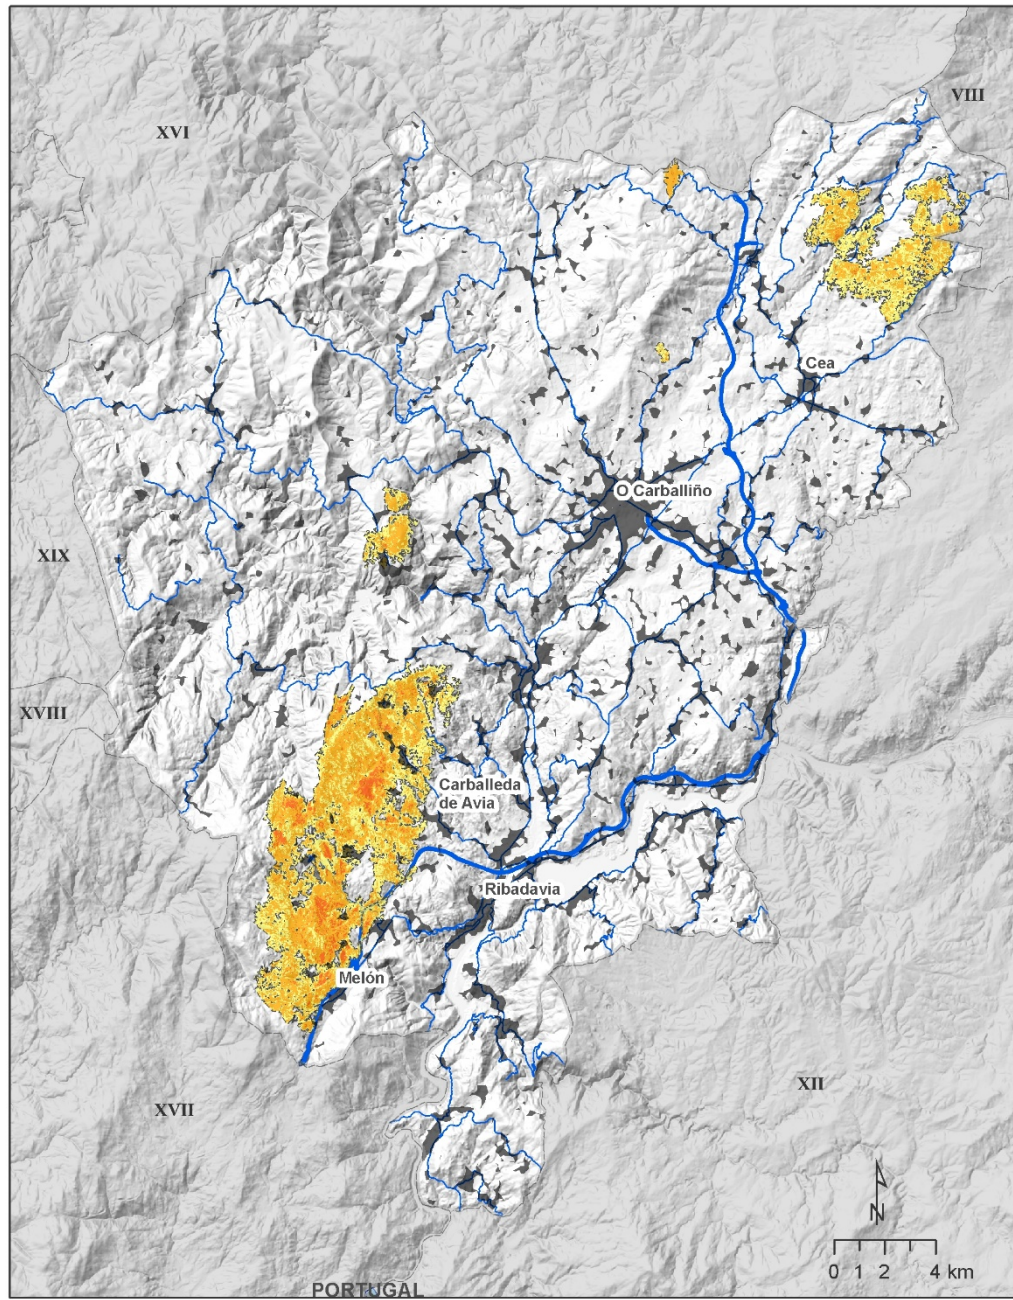 VIII
XVI
Cea
O Carballiño
XIX
XVIII
Carballeda
de Avia
Ribadavia
Melón
XII
XVII
N
0 1 2 4 km
PORTUGAL